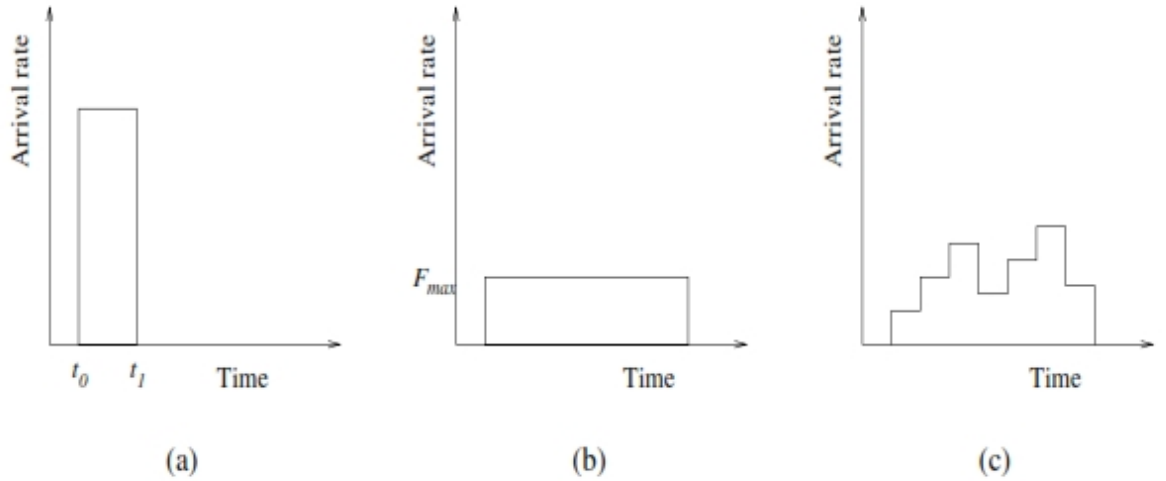 Arrival rate
t0 t1 Time
(a)
Arrival rate
Fmax
Time
(b)
Arrival rate
Time
(c)